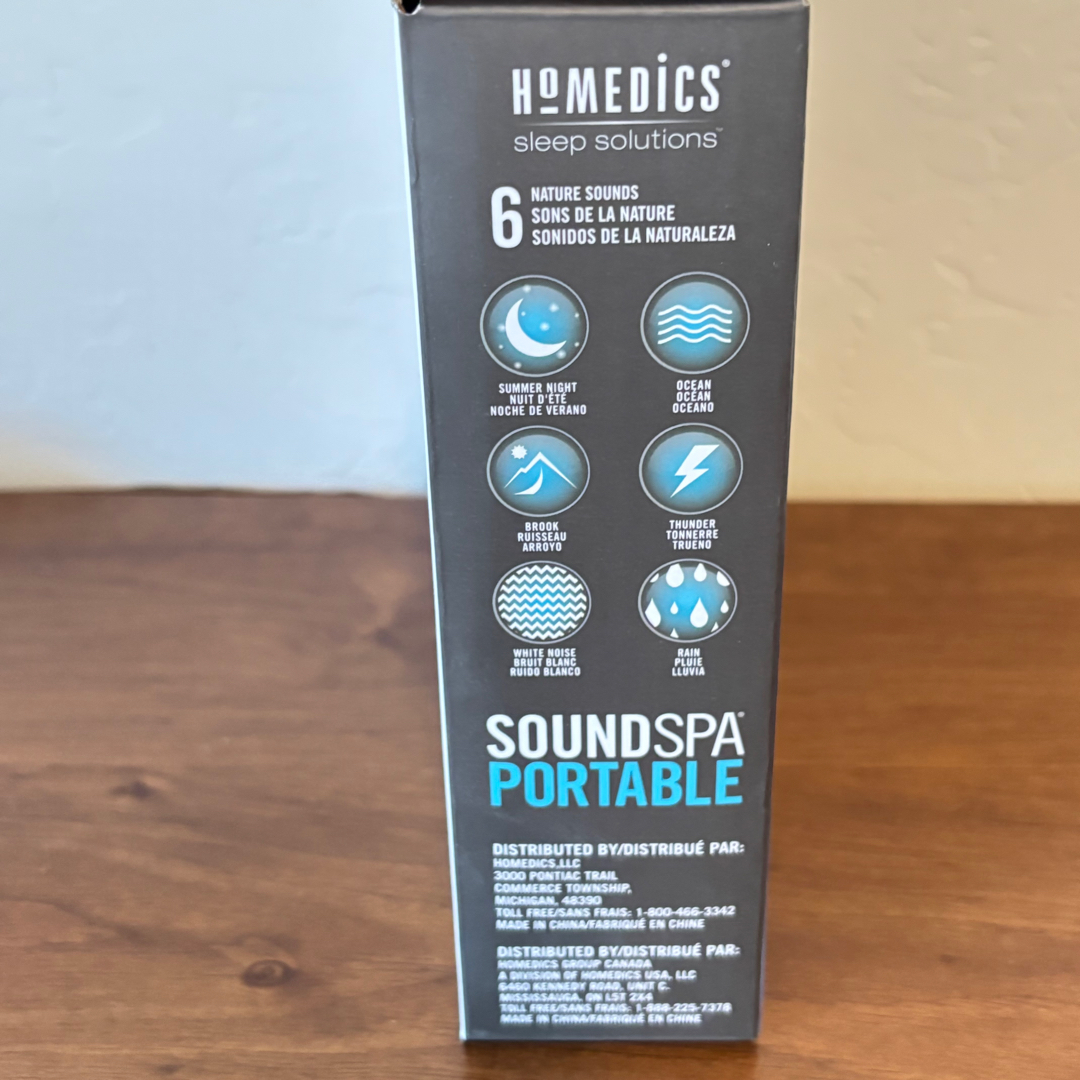 HOMEDICS®
sleep solutions™
6 NATURE SOUNDS
SONS DE LA NATURE
SONIDOS DE LA NATURALEZA
SUMMER NIGHT
NUIT D'ÉTÉ
NOCHE DE VERANO
OCEAN
OCÉAN
OCEANO
BROOK
RUISSEAU
ARROYO
THUNDER
TONNERRE
TRUENO
WHITE NOISE
BRUIT BLANC
RUIDO BLANCO
RAIN
PLUIE
LLUVIA
SOUNDSPA®
PORTABLE
DISTRIBUTED BY/DISTRIBUÉ PAR:
HOMEDICS,LLC
3000 PONTIAC TRAIL
COMMERCE TOWNSHIP,
MICHIGAN, 48390
TOLL FREE/SANS FRAIS: 1-800-466-3342
MADE IN CHINA/FABRIQUÉ EN CHINE
DISTRIBUTED BY/DISTRIBUÉ PAR:
HOMEDICS GROUP CANADA
A DIVISION OF HOMEDICS USA, LLC
6460 KENNEDY ROAD, UNIT C.
MISSISSAUGA, ON L5T 2X4
TOLL FREE/SANS FRAIS: 1-888-225-7378
MADE IN CHINA/FABRIQUÉ EN CHINE